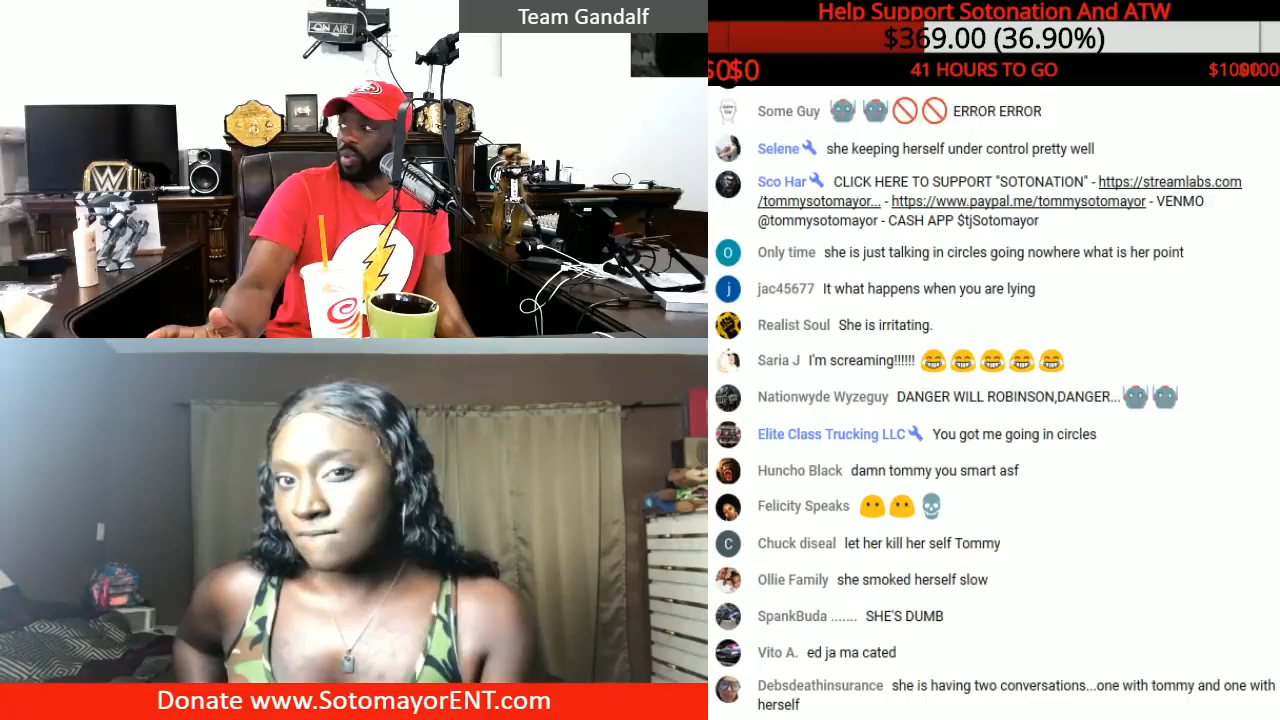 Team Gandalf
ON AIR
Donate www.SotomayorENT.com
Help Support Sotonation And ATW
$369.00 (36.90%)
41 HOURS TO GO
Some Guy ERROR ERROR
Selene she keeping herself under control pretty well
Sco Har CLICK HERE TO SUPPORT "SOTONATION" - https://streamlabs.com
/tommysotomayor... - https://www.paypal.me/tommysotomayor - VENMO
@tommysotomayor - CASH APP $tjSotomayor
Only time she is just talking in circles going nowhere what is her point
jac45677 It what happens when you are lying
Realist Soul She is irritating.
Saria J I'm screaming!!!!!!
Nationwyde Wyzeguy DANGER WILL ROBINSON,DANGER...
Elite Class Trucking LLC You got me going in circles
Huncho Black damn tommy you smart asf
Felicity Speaks
Chuck diseal let her kill her self Tommy
Ollie Family she smoked herself slow
SpankBuda ....... SHE'S DUMB
Vito A. ed ja ma cated
Debsdeathinsurance she is having two conversations...one with tommy and one with
herself